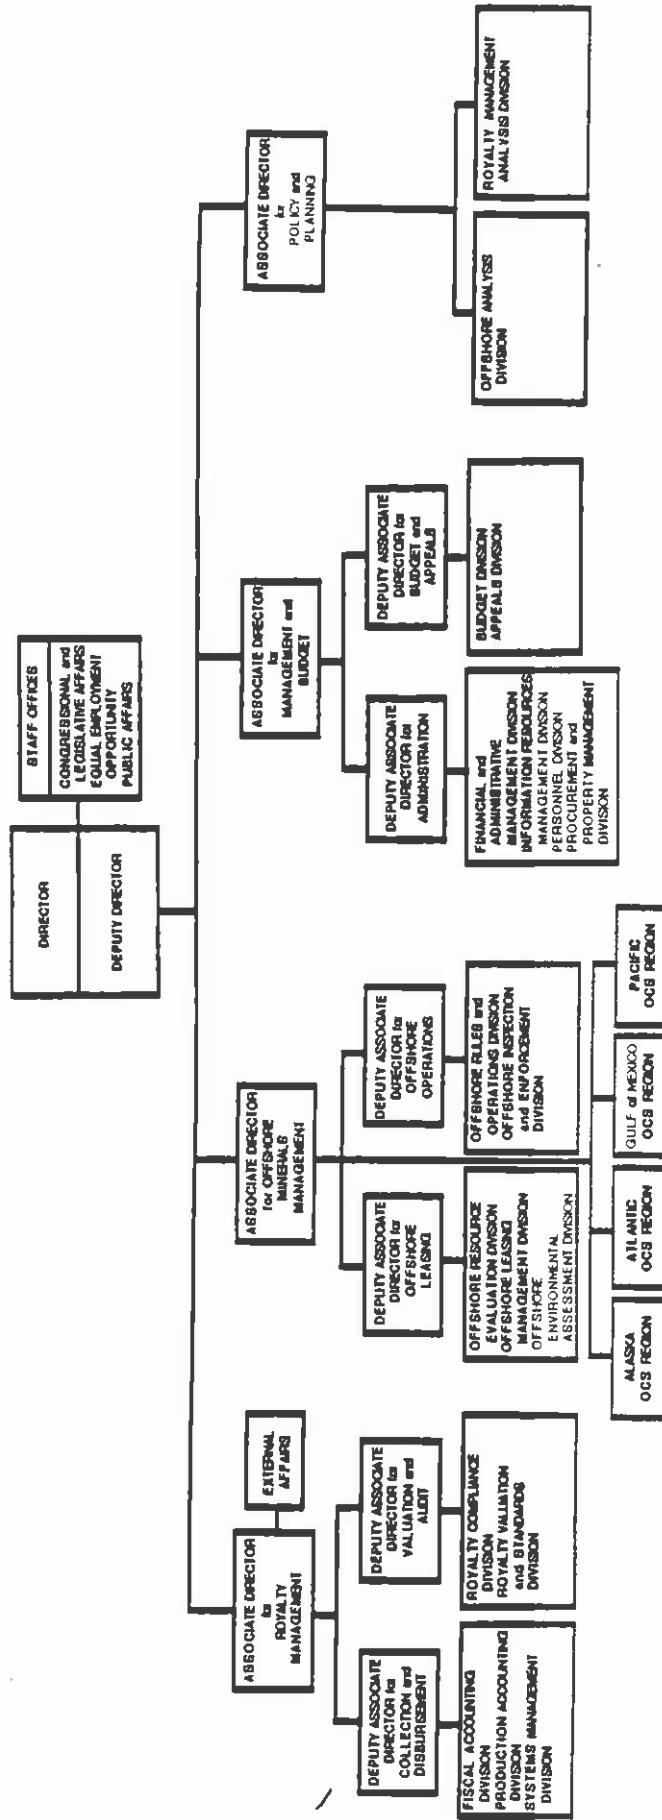 DIRECTOR
DEPUTY DIRECTOR
STAFF OFFICES
CONGRESSIONAL and
LEGISLATIVE AFFAIRS
EQUAL EMPLOYMENT
OPPORTUNITY
PUBLIC AFFAIRS
ASSOCIATE DIRECTOR
for
ROYALTY
MANAGEMENT
EXTERNAL
AFFAIRS
ASSOCIATE DIRECTOR
for OFFSHORE
MINERALS
MANAGEMENT
ASSOCIATE DIRECTOR
for
MANAGEMENT and
BUDGET
ASSOCIATE DIRECTOR
for
POLICY and
PLANNING
DEPUTY ASSOCIATE
DIRECTOR for
COLLECTION and
DISBURSEMENT
DEPUTY ASSOCIATE
DIRECTOR for
VALUATION and
AUDIT
DEPUTY ASSOCIATE
DIRECTOR for
OFFSHORE
LEASING
DEPUTY ASSOCIATE
DIRECTOR for
OFFSHORE
OPERATIONS
DEPUTY ASSOCIATE
DIRECTOR for
ADMINISTRATION
DEPUTY ASSOCIATE
DIRECTOR for
BUDGET and
APPEALS
FISCAL ACCOUNTING
DIVISION
PRODUCTION ACCOUNTING
DIVISION
SYSTEMS MANAGEMENT
DIVISION
ROYALTY COMPLIANCE
DIVISION
ROYALTY VALUATION
and STANDARDS
DIVISION
OFFSHORE RESOURCE
EVALUATION DIVISION
OFFSHORE LEASING
MANAGEMENT DIVISION
OFFSHORE
ENVIRONMENTAL
ASSESSMENT DIVISION
OFFSHORE RULES and
OPERATIONS DIVISION
OFFSHORE INSPECTION
and ENFORCEMENT
DIVISION
FINANCIAL and
ADMINISTRATIVE
MANAGEMENT DIVISION
INFORMATION RESOURCES
MANAGEMENT DIVISION
PERSONNEL DIVISION
PROCUREMENT and
PROPERTY MANAGEMENT
DIVISION
BUDGET DIVISION
APPEALS DIVISION
OFFSHORE ANALYSIS
DIVISION
ROYALTY MANAGEMENT
ANALYSIS DIVISION
ALASKA
OCS REGION
ATLANTIC
OCS REGION
GULF of MEXICO
OCS REGION
PACIFIC
OCS REGION